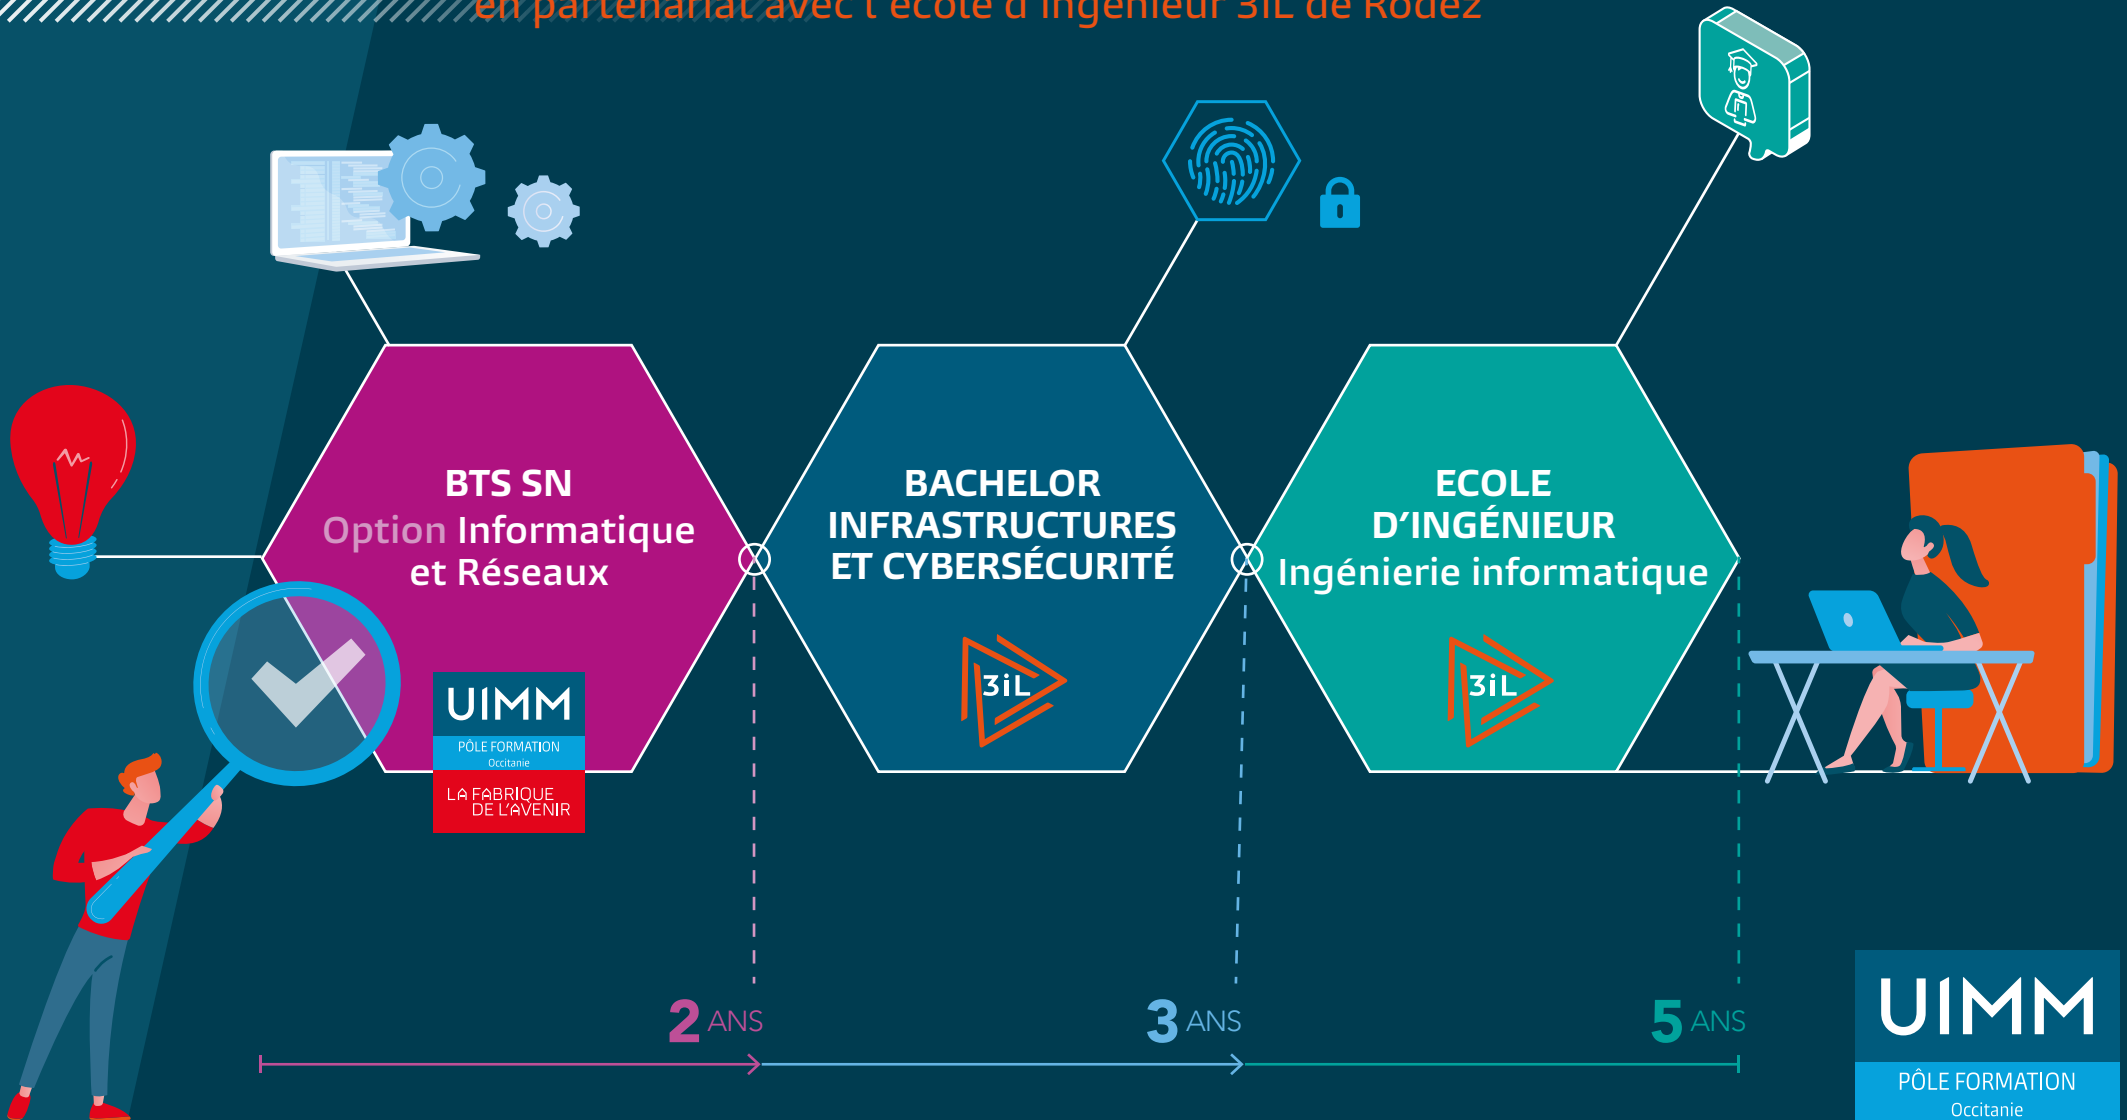 en partenariat avec l'école d'ingénieur 3iL de Rodez
BTS SN
Option Informatique
et Réseaux
UIMM
PÔLE FORMATION
Occitanie
LA FABRIQUE
DE L'AVENIR
BACHELOR
INFRASTRUCTURES
ET CYBERSÉCURITÉ
3iL
ECOLE
D'INGÉNIEUR
Ingénierie informatique
3iL
2 ANS
3 ANS
5 ANS
UIMM
PÔLE FORMATION
Occitanie